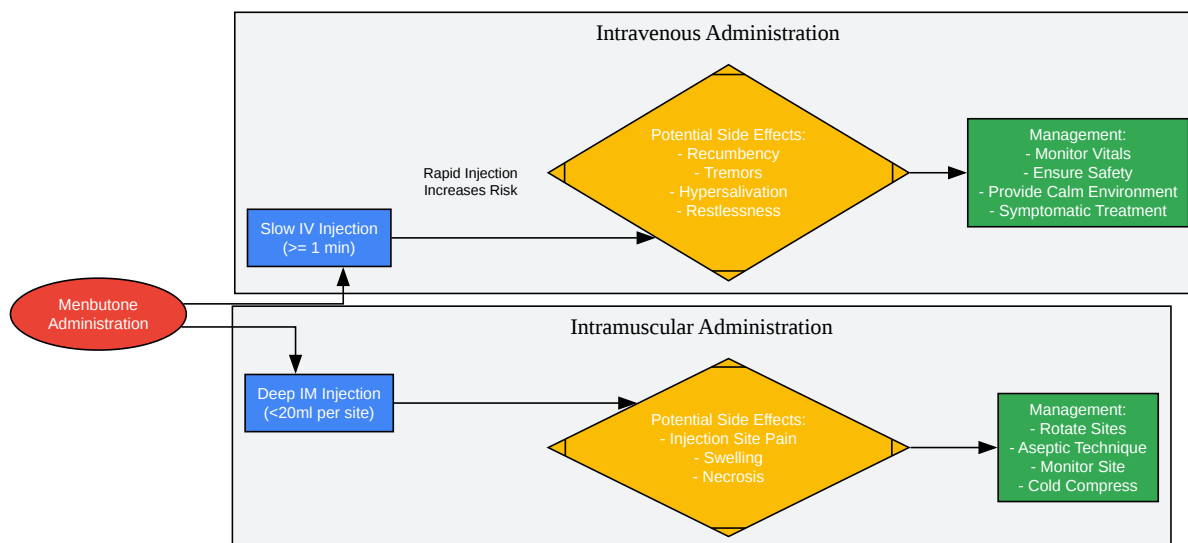 Intravenous Administration
Potential Side Effects:
- Recumbency
- Tremors
- Hypersalivation
- Restlessness
Management:
- Monitor Vitals
- Ensure Safety
- Provide Calm Environment
- Symptomatic Treatment
Rapid Injection
Increases Risk
Slow IV Injection
(>= 1 min)
Menbutone
Administration
Intramuscular Administration
Deep IM Injection
(<20ml per site)
Potential Side Effects:
- Injection Site Pain
- Swelling
- Necrosis
Management:
- Rotate Sites
- Aseptic Technique
- Monitor Site
- Cold Compress